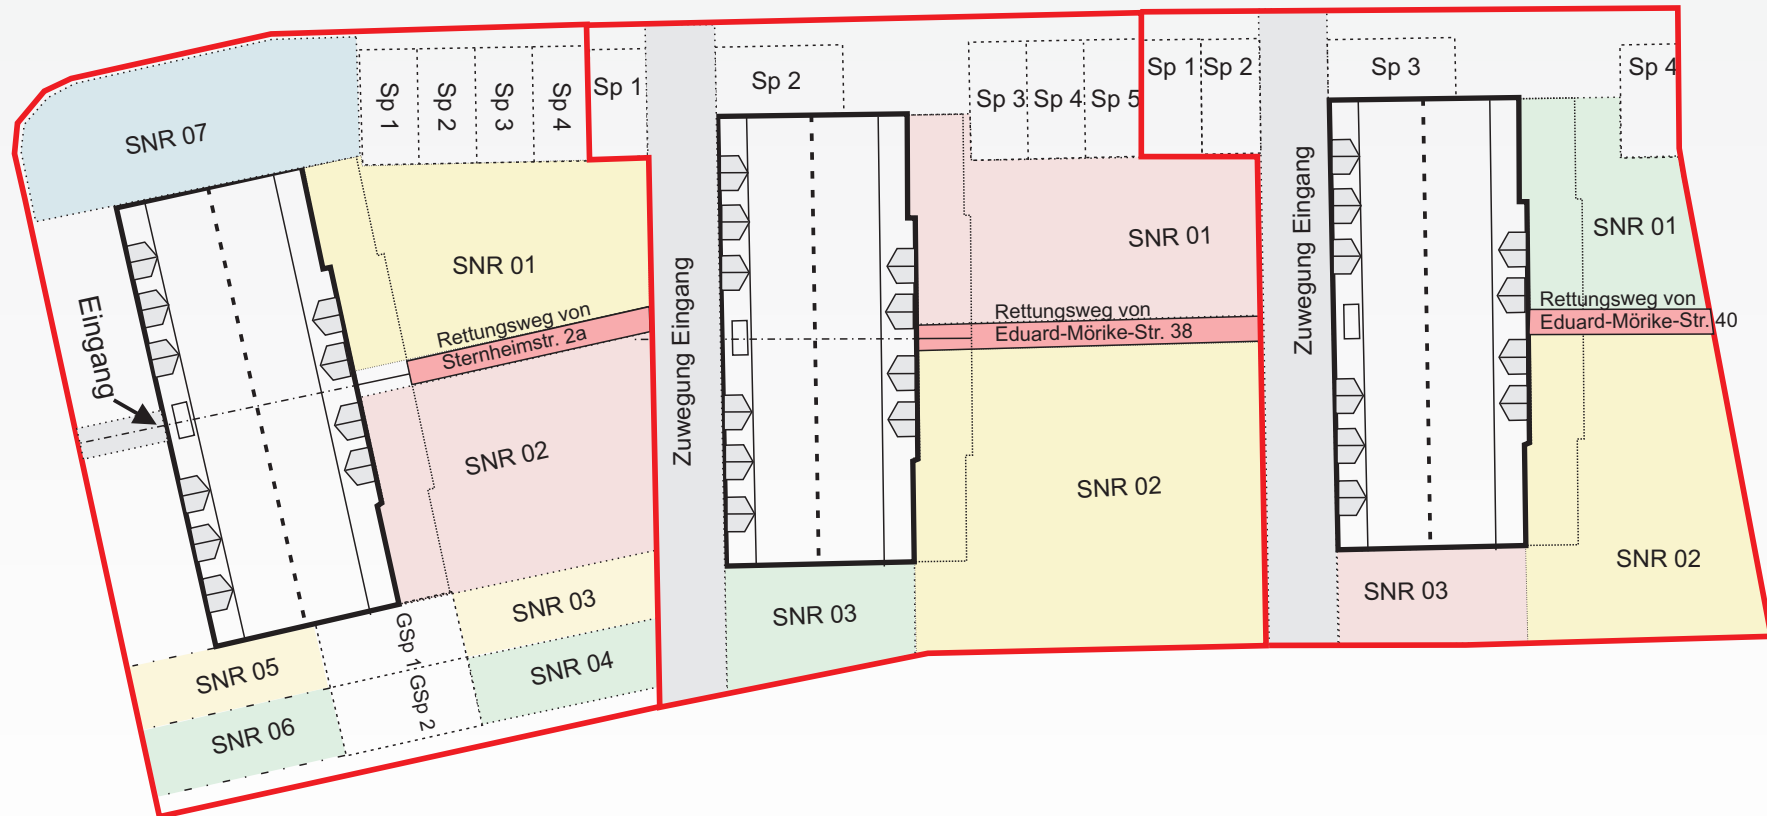 SNR 07
Sp 1
Sp 2
Sp 3
Sp 4
SNR 01
Rettungsweg von
Sternheimstr. 2a
Eingang
SNR 02
SNR 03
SNR 04
GSp 1
GSp 2
SNR 05
SNR 06
Sp 1
Zuwegung Eingang
Sp 2
Sp 3
Sp 4
Sp 5
SNR 01
Rettungsweg von
Eduard-Mörike-Str. 38
SNR 02
SNR 03
Sp 1
Sp 2
Zuwegung Eingang
Sp 3
Sp 4
SNR 01
Rettungsweg von
Eduard-Mörike-Str. 40
SNR 02
SNR 03